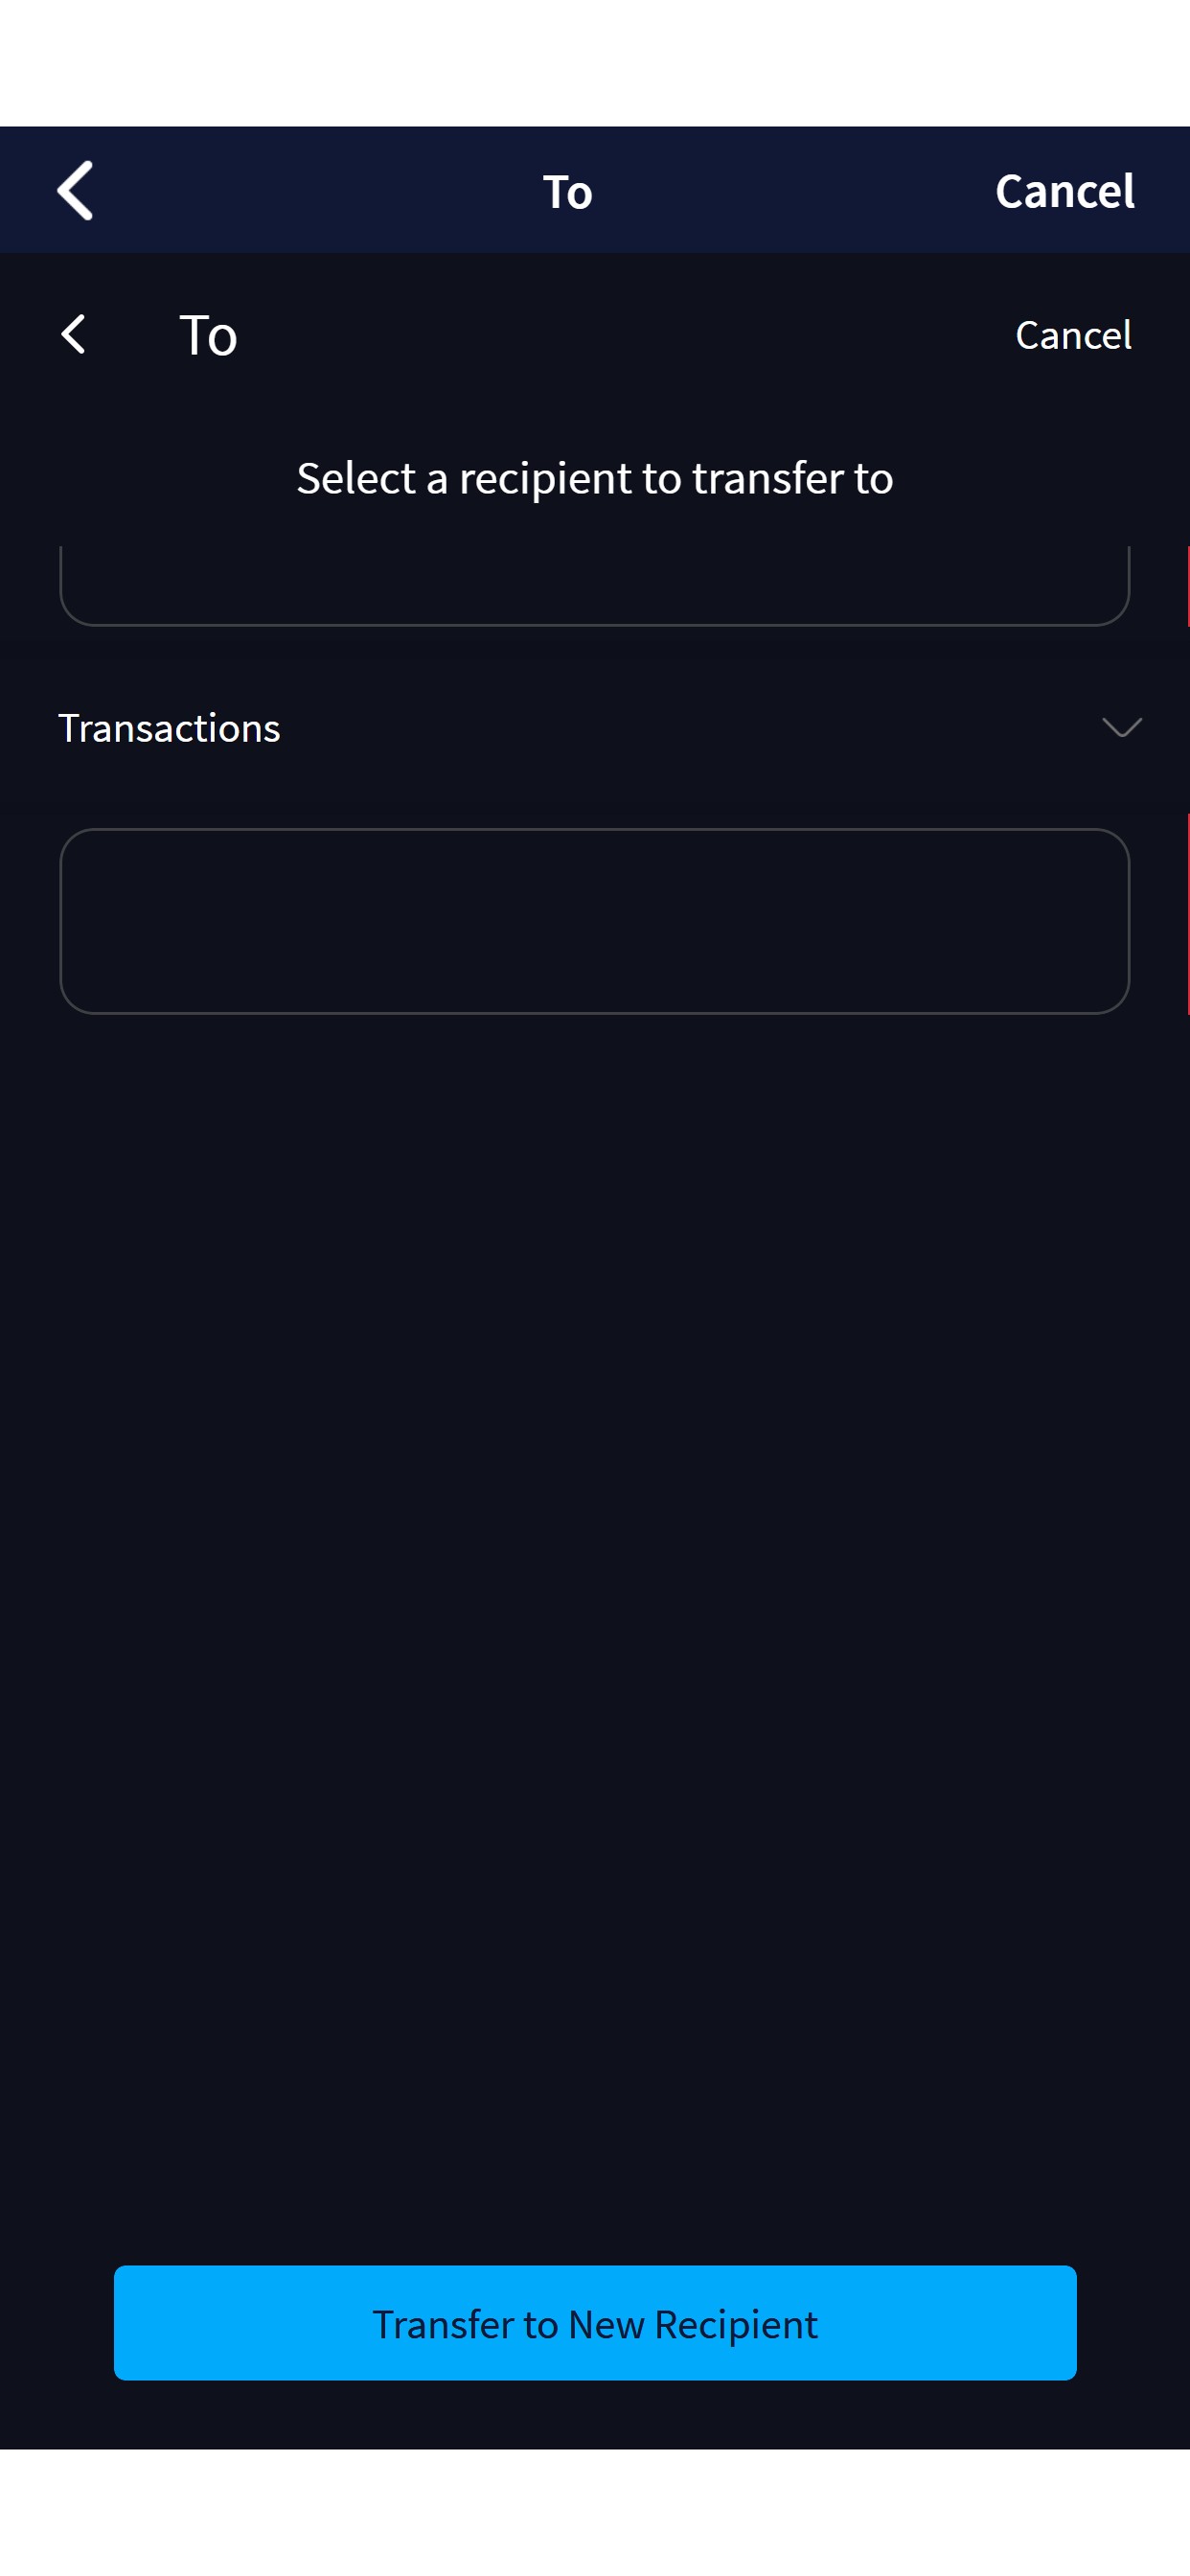 To
Cancel
To
Cancel
Select a recipient to transfer to
Transactions
Transfer to New Recipient